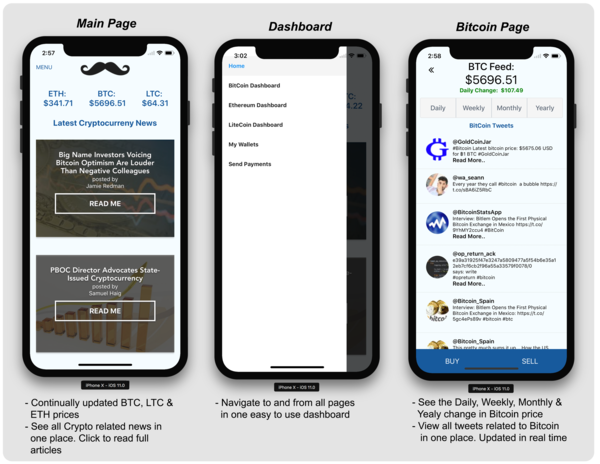 Main Page
2:57
MENU
ETH: BTC: LTC:
$341.71 $5696.51 $64.31
Latest Cryptocurreny News
Big Name Investors Voicing
Bitcoin Optimism Are Louder
Than Negative Colleagues
posted by
Jamie Redman
READ ME
PBOC Director Advocates State-
Issued Cryptocurrency
posted by
Samuel Haig
READ ME
iPhone X - iOS 11.0
- Continually updated BTC, LTC &
ETH prices
- See all Crypto related news in
one place. Click to read full
articles
Dashboard
3:02
Home
BitCoin Dashboard
Ethereum Dashboard
LiteCoin Dashboard
My Wallets
Send Payments
iPhone X - iOS 11.0
- Navigate to and from all pages
in one easy to use dashboard
Bitcoin Page
2:58
BTC Feed:
$5696.51
Daily Change: $107.49
Daily Weekly Monthly Yearly
BitCoin Tweets
@GoldCoinJar
#Bitcoin Latest bitcoin price: $5675.08 USD
for ฿1 BTC #GoldCoinJar
Read More..
@wa_seann
Every year they call #bitcoin a bubble https://
@BitcoinStatsApp
Interview: Bitlem Opens the First Physical
Bitcoin Exchange in Mexico https://t.co/
#BitCoin
Read More..
@op_return_ack
says: write
#opreturn #bitcoin
Read More..
@Bitcoin_Spain
Interview: Bitlem Opens the First Physical
Bitcoin Exchange in Mexico: https://t.co/
#bitcoin #btc
Read More..
@Bitcoin_Spain
BUY SELL
iPhone X - iOS 11.0
- See the Daily, Weekly, Monthly &
Yealy change in Bitcoin price
- View all tweets related to Bitcoin
in one place. Updated in real time